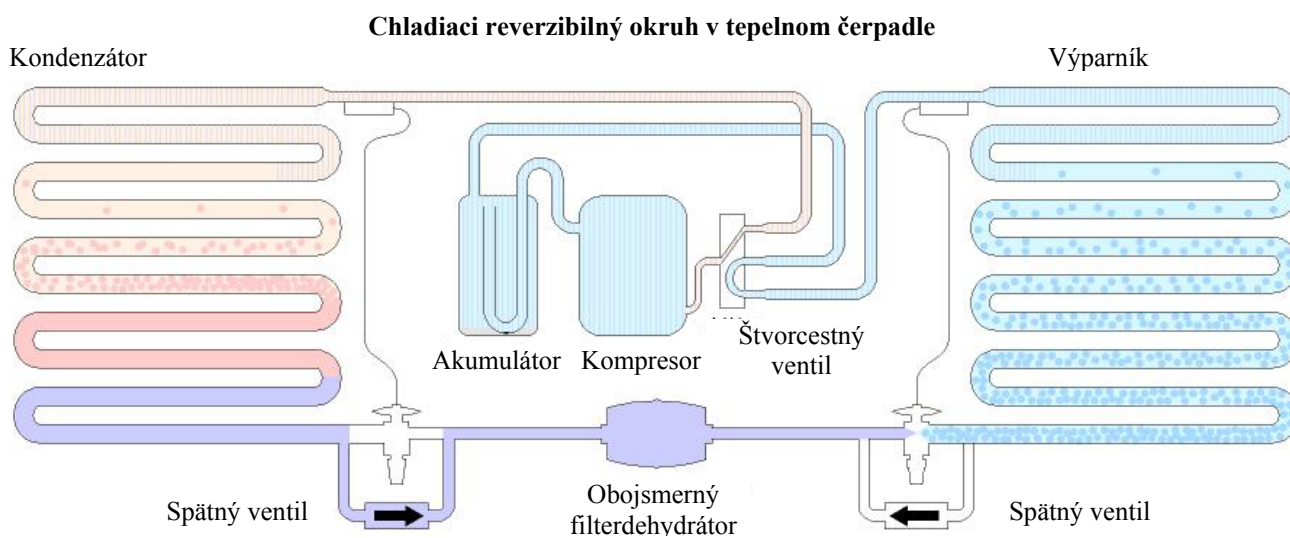 Chladiaci reverzibilný okruh v tepelnom čerpadle
Kondenzátor
Výparník
Akumulátor
Kompresor
Štvorcestný
ventil
Spätný ventil
Obojsmerný
filterdehydrátor
Spätný ventil